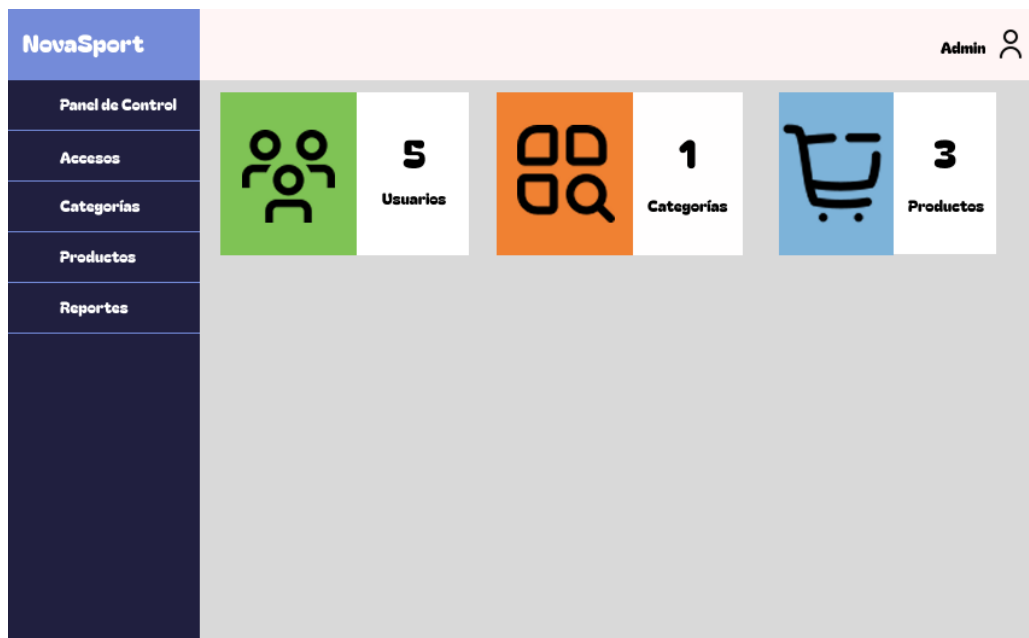 NovaSport
Admin
Panel de Control
Accesos
Categorías
Productos
Reportes
5
Usuarios
1
Categorías
3
Productos